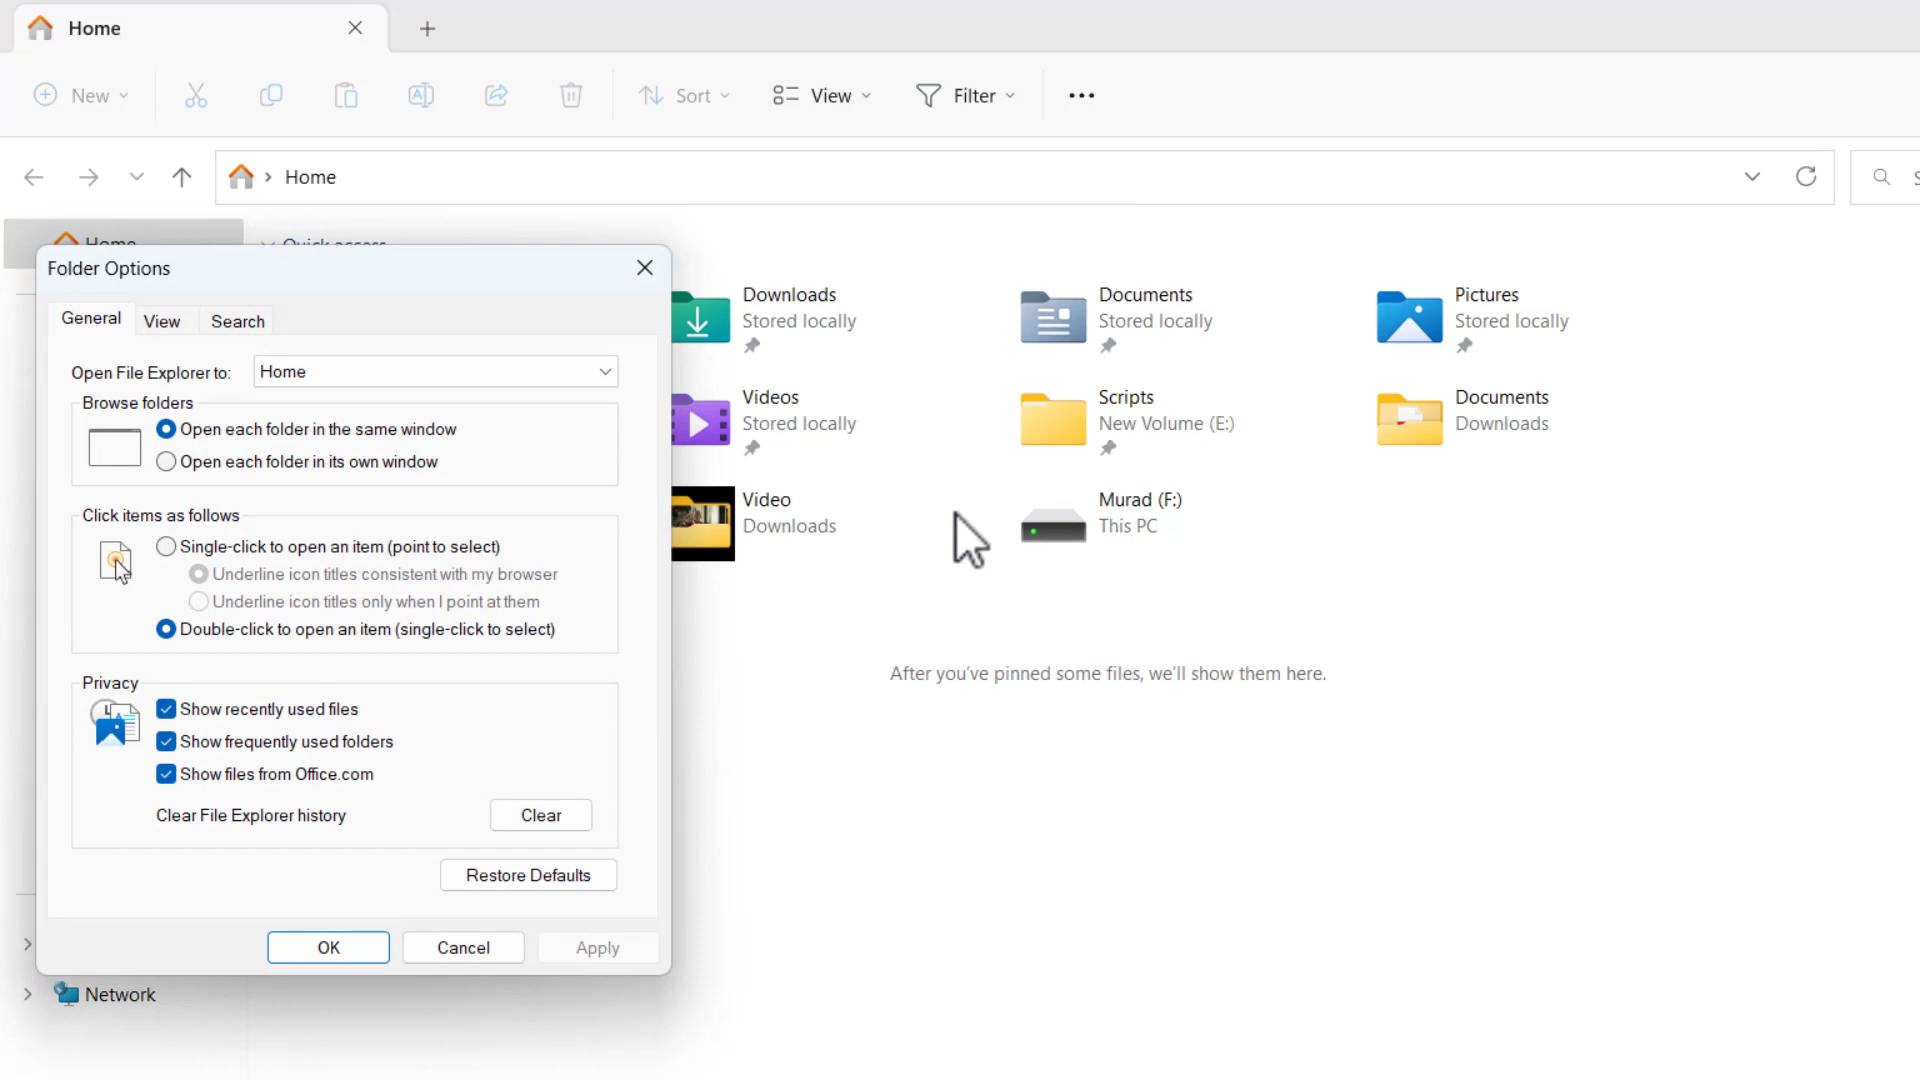 Home
New
Sort
View
Filter
Home
Home
Quick access
Folder Options
General
View
Search
Open File Explorer to:
Home
Browse folders
Open each folder in the same window
Open each folder in its own window
Click items as follows
Single-click to open an item (point to select)
Underline icon titles consistent with my browser
Underline icon titles only when I point at them
Double-click to open an item (single-click to select)
Privacy
Show recently used files
Show frequently used folders
Show files from Office.com
Clear File Explorer history
Clear
Restore Defaults
OK
Cancel
Apply
Network
Downloads
Stored locally
Documents
Stored locally
Pictures
Stored locally
Videos
Stored locally
Scripts
New Volume (E:)
Documents
Downloads
Video
Downloads
Murad (F:)
This PC
After you've pinned some files, we'll show them here.